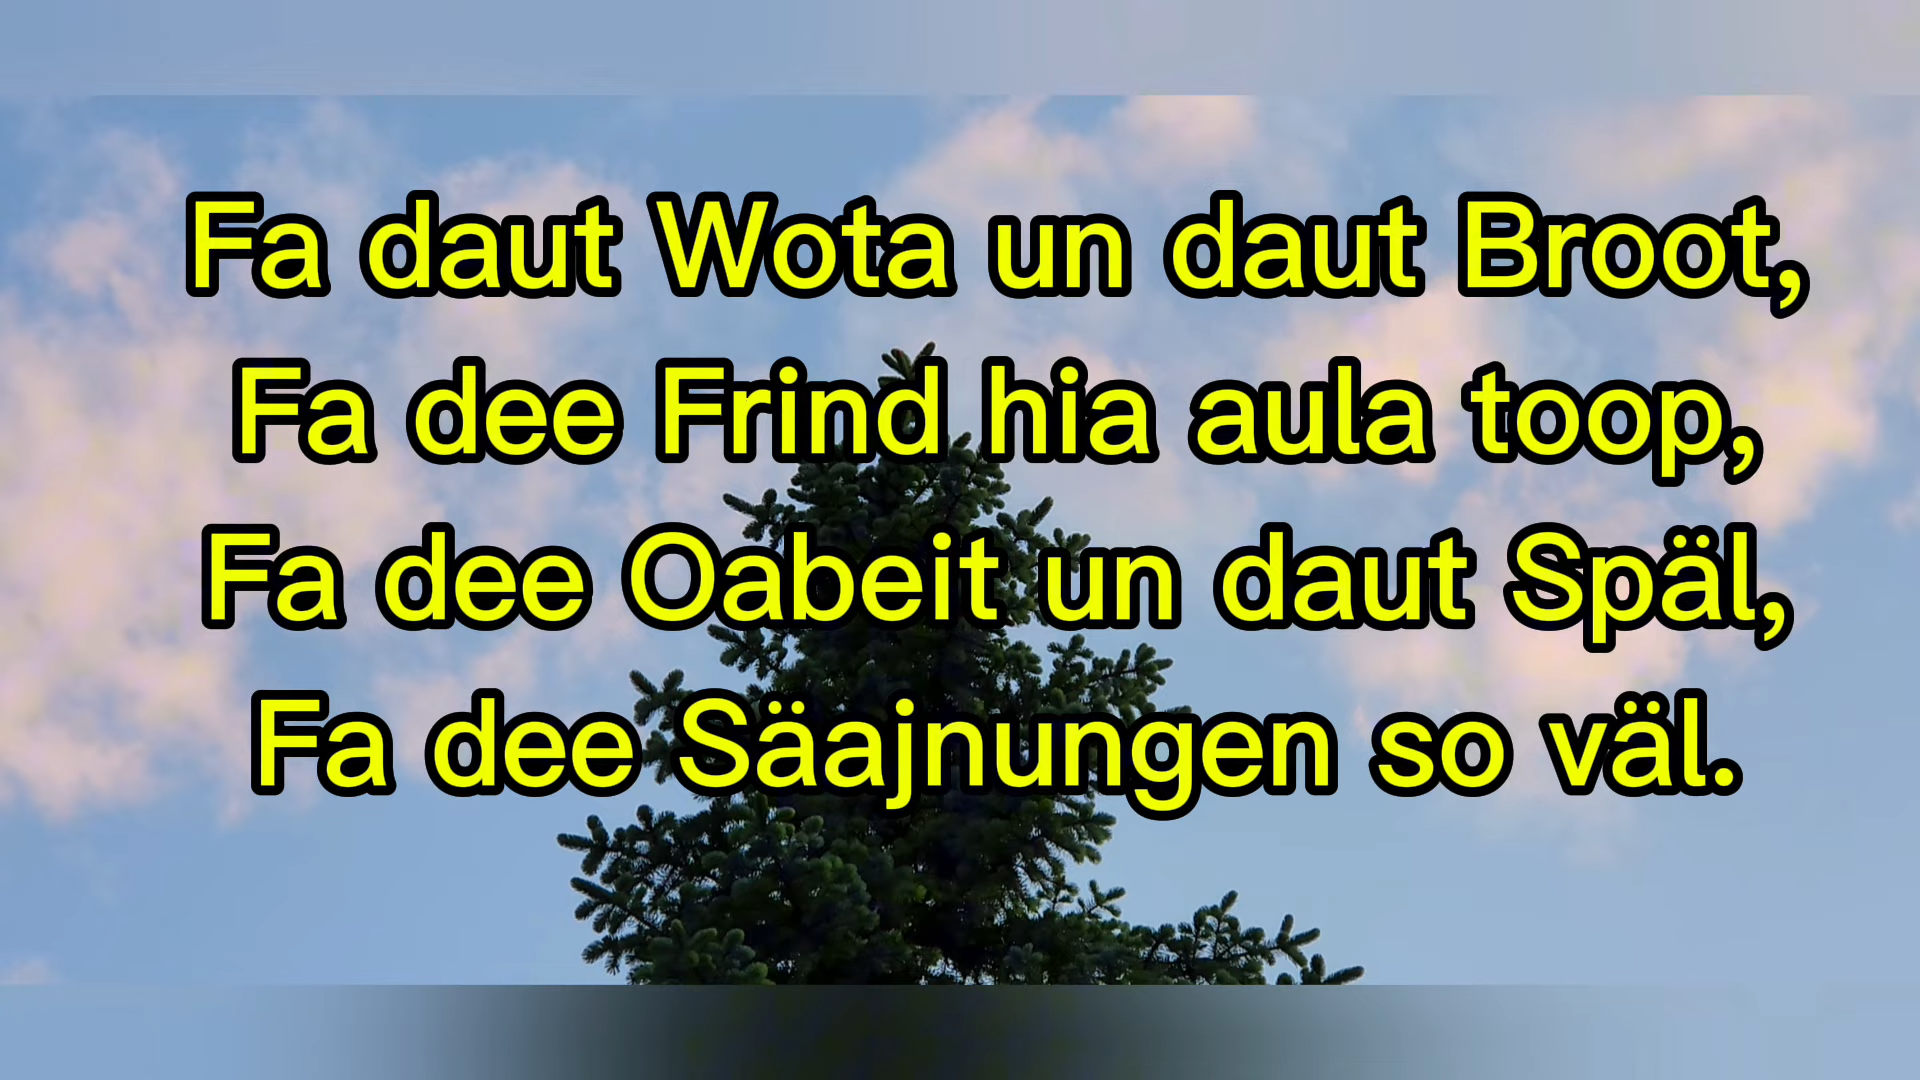 Fa daut Wota un daut Broot,
Fa dee Frind hia aula toop,
Fa dee Oabeit un daut Späl,
Fa dee Säajnungen so väl.